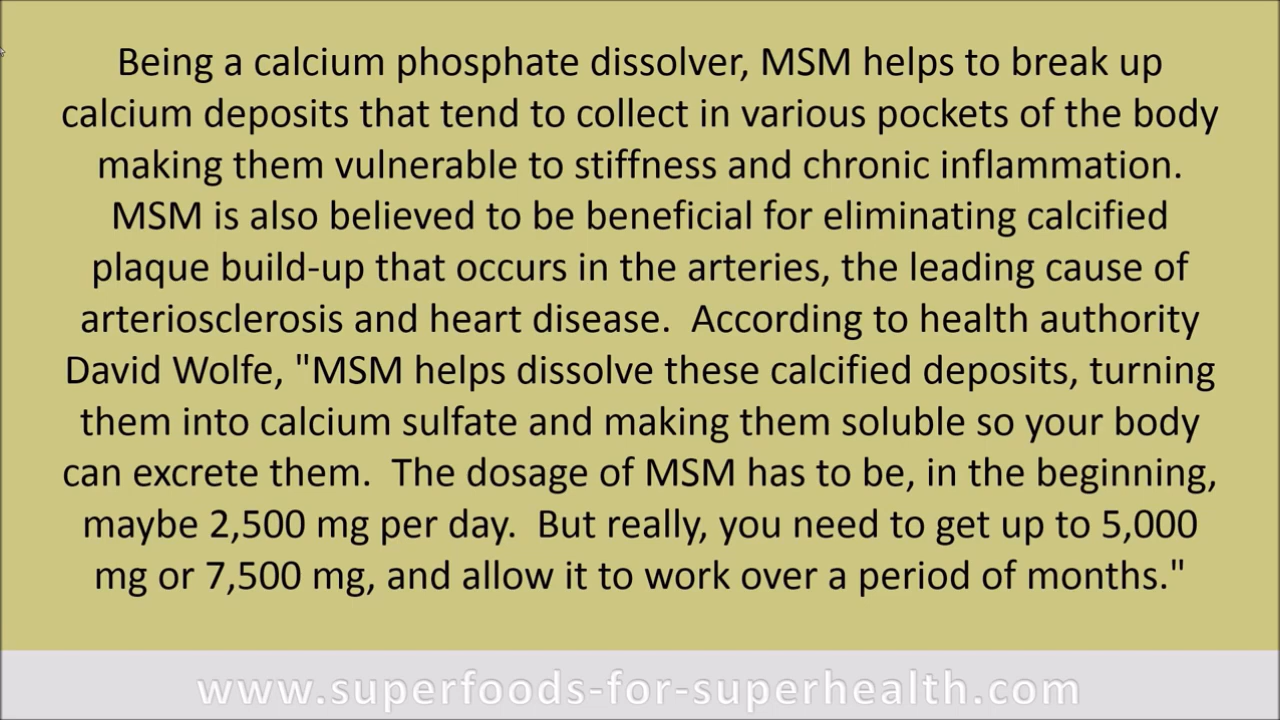 Being a calcium phosphate dissolver, MSM helps to break up
calcium deposits that tend to collect in various pockets of the body
making them vulnerable to stiffness and chronic inflammation.
MSM is also believed to be beneficial for eliminating calcified
plaque build-up that occurs in the arteries, the leading cause of
arteriosclerosis and heart disease.  According to health authority
David Wolfe, "MSM helps dissolve these calcified deposits, turning
them into calcium sulfate and making them soluble so your body
can excrete them.  The dosage of MSM has to be, in the beginning,
maybe 2,500 mg per day.  But really, you need to get up to 5,000
mg or 7,500 mg, and allow it to work over a period of months."
www.superfoods-for-superhealth.com